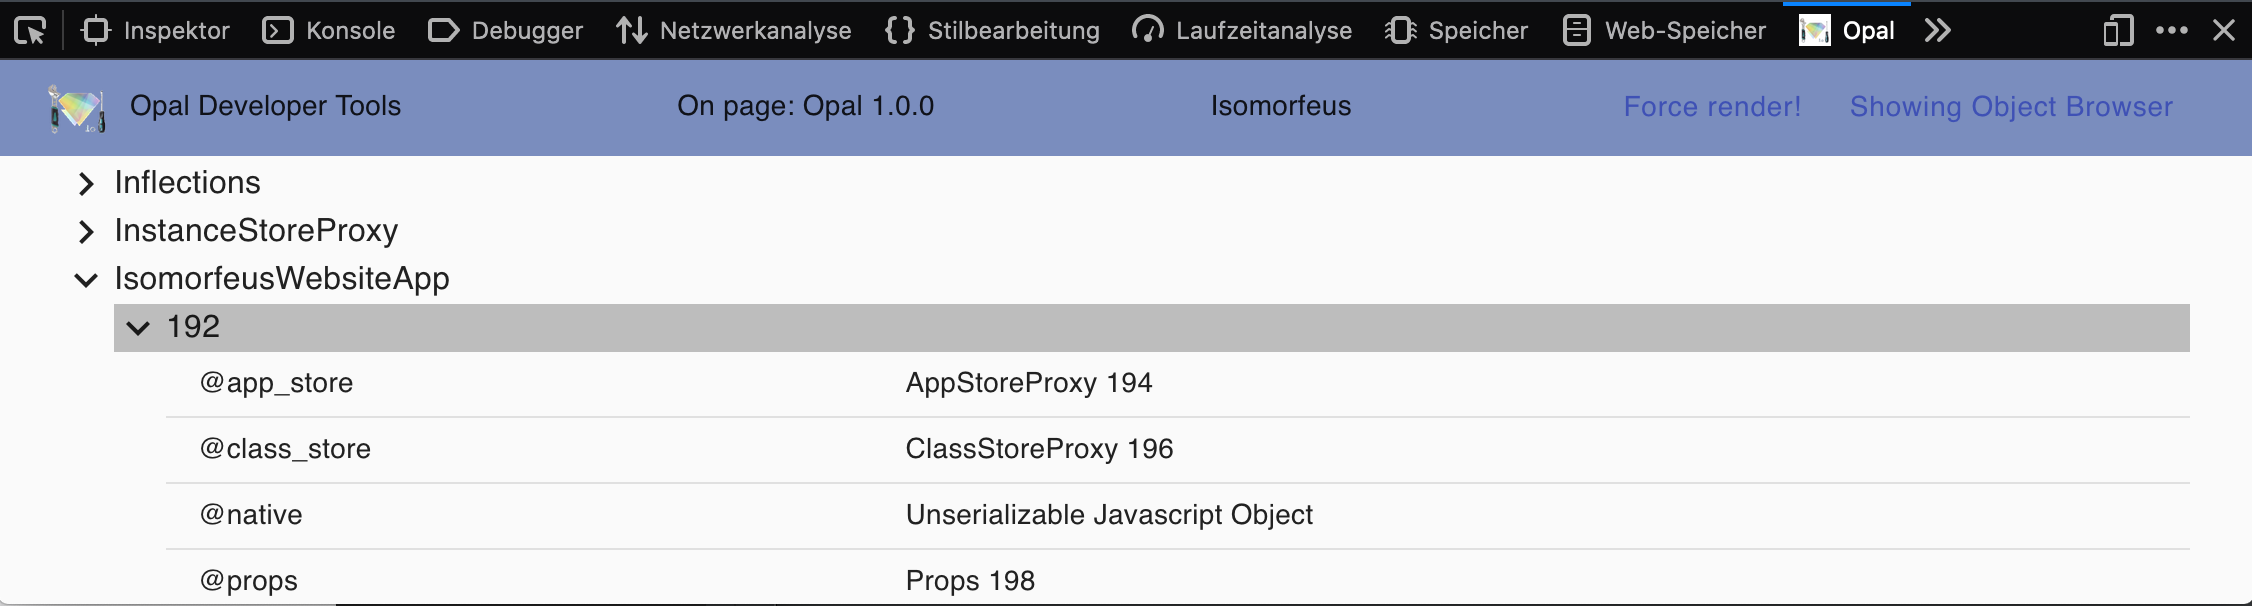 Inspektor Konsole Debugger Netzwerkanalyse {} Stilbearbeitung Laufzeitanalyse Speicher Web-Speicher Opal
Opal Developer Tools On page: Opal 1.0.0 Isomorfeus Force render! Showing Object Browser
Inflections
InstanceStoreProxy
IsomorfeusWebsiteApp
192
@app_store AppStoreProxy 194
@class_store ClassStoreProxy 196
@native Unserializable Javascript Object
@props Props 198